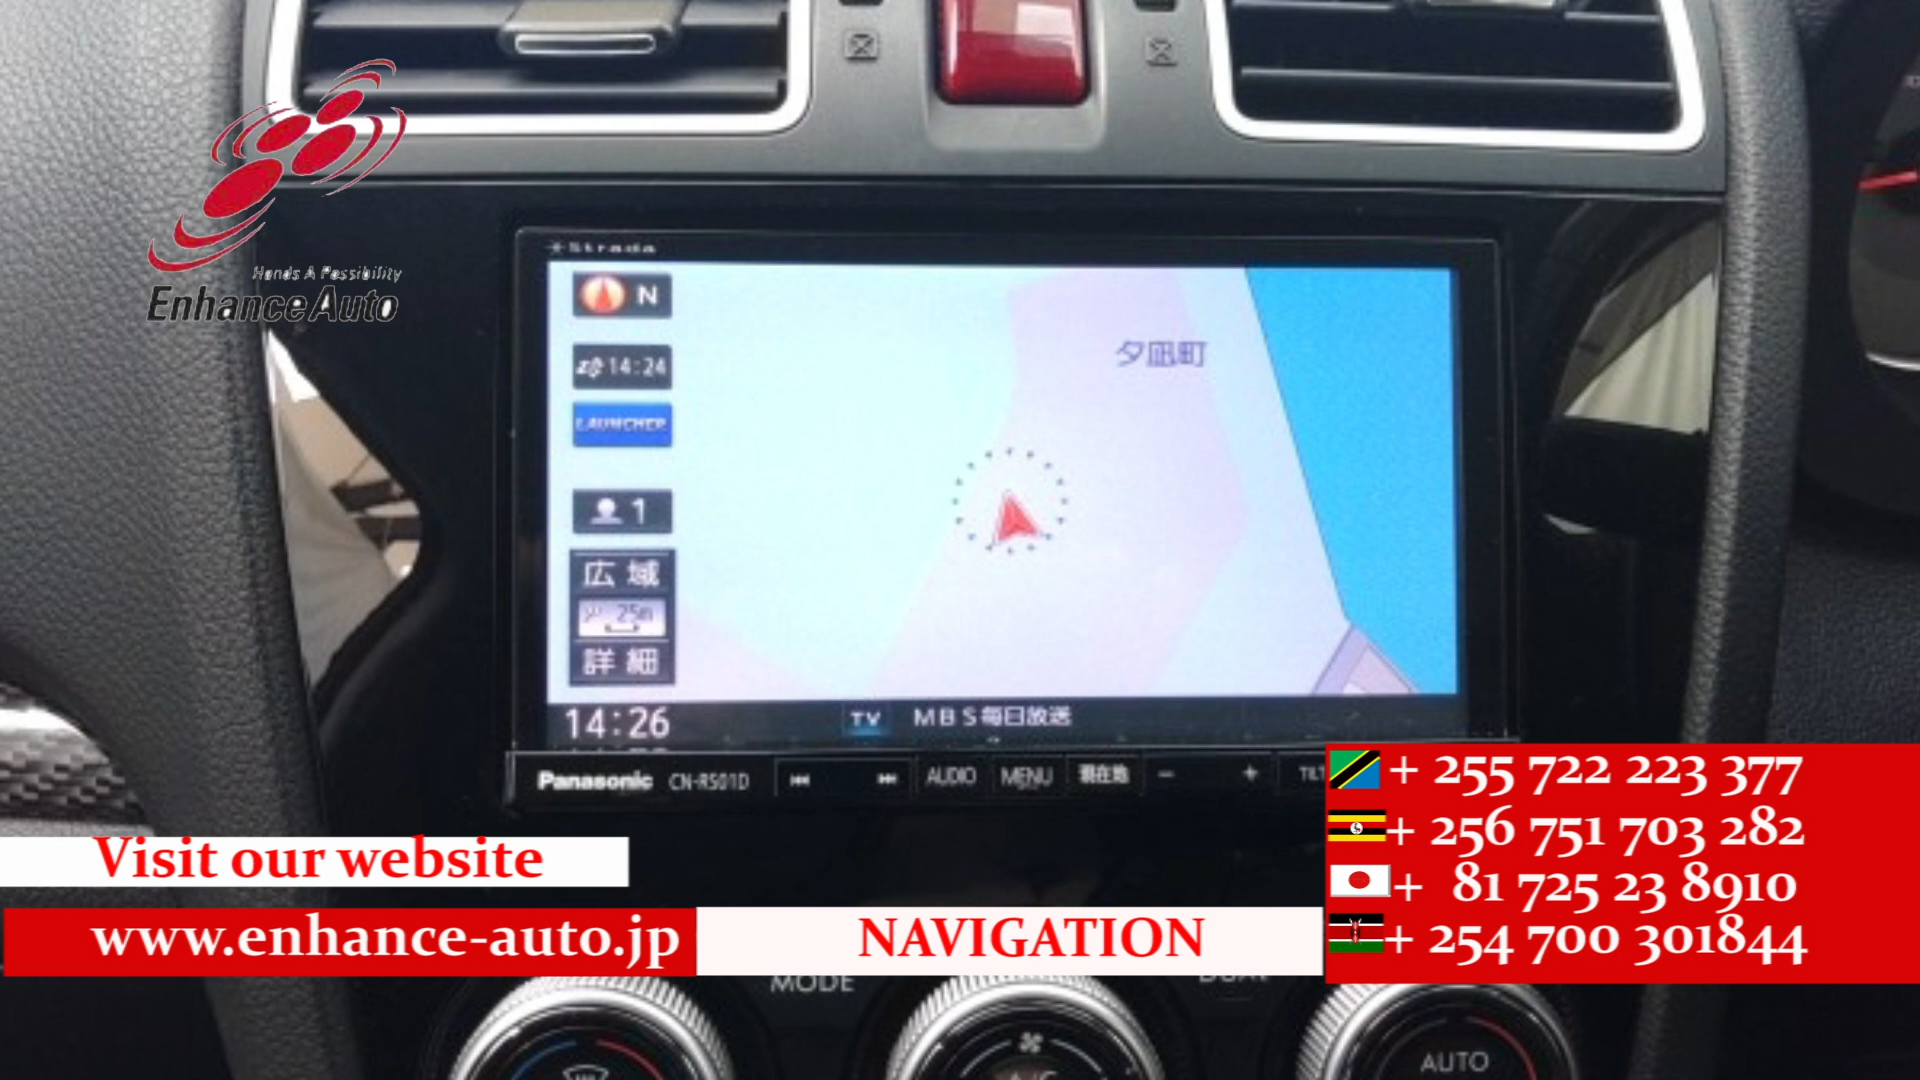 Hands A Possibility
EnhanceAuto
Strada
N
14:24
LAUNCHER
夕凪町
1
広域
25m
詳細
14:26
TV MBS毎日放送
Panasonic CN-RS01D AUDIO MENU 現在地 - + TILT
+ 255 722 223 377
+ 256 751 703 282
+ 81 725 23 8910
+ 254 700 301844
Visit our website
www.enhance-auto.jp
NAVIGATION
MODE
DUAL
A/C
AUTO